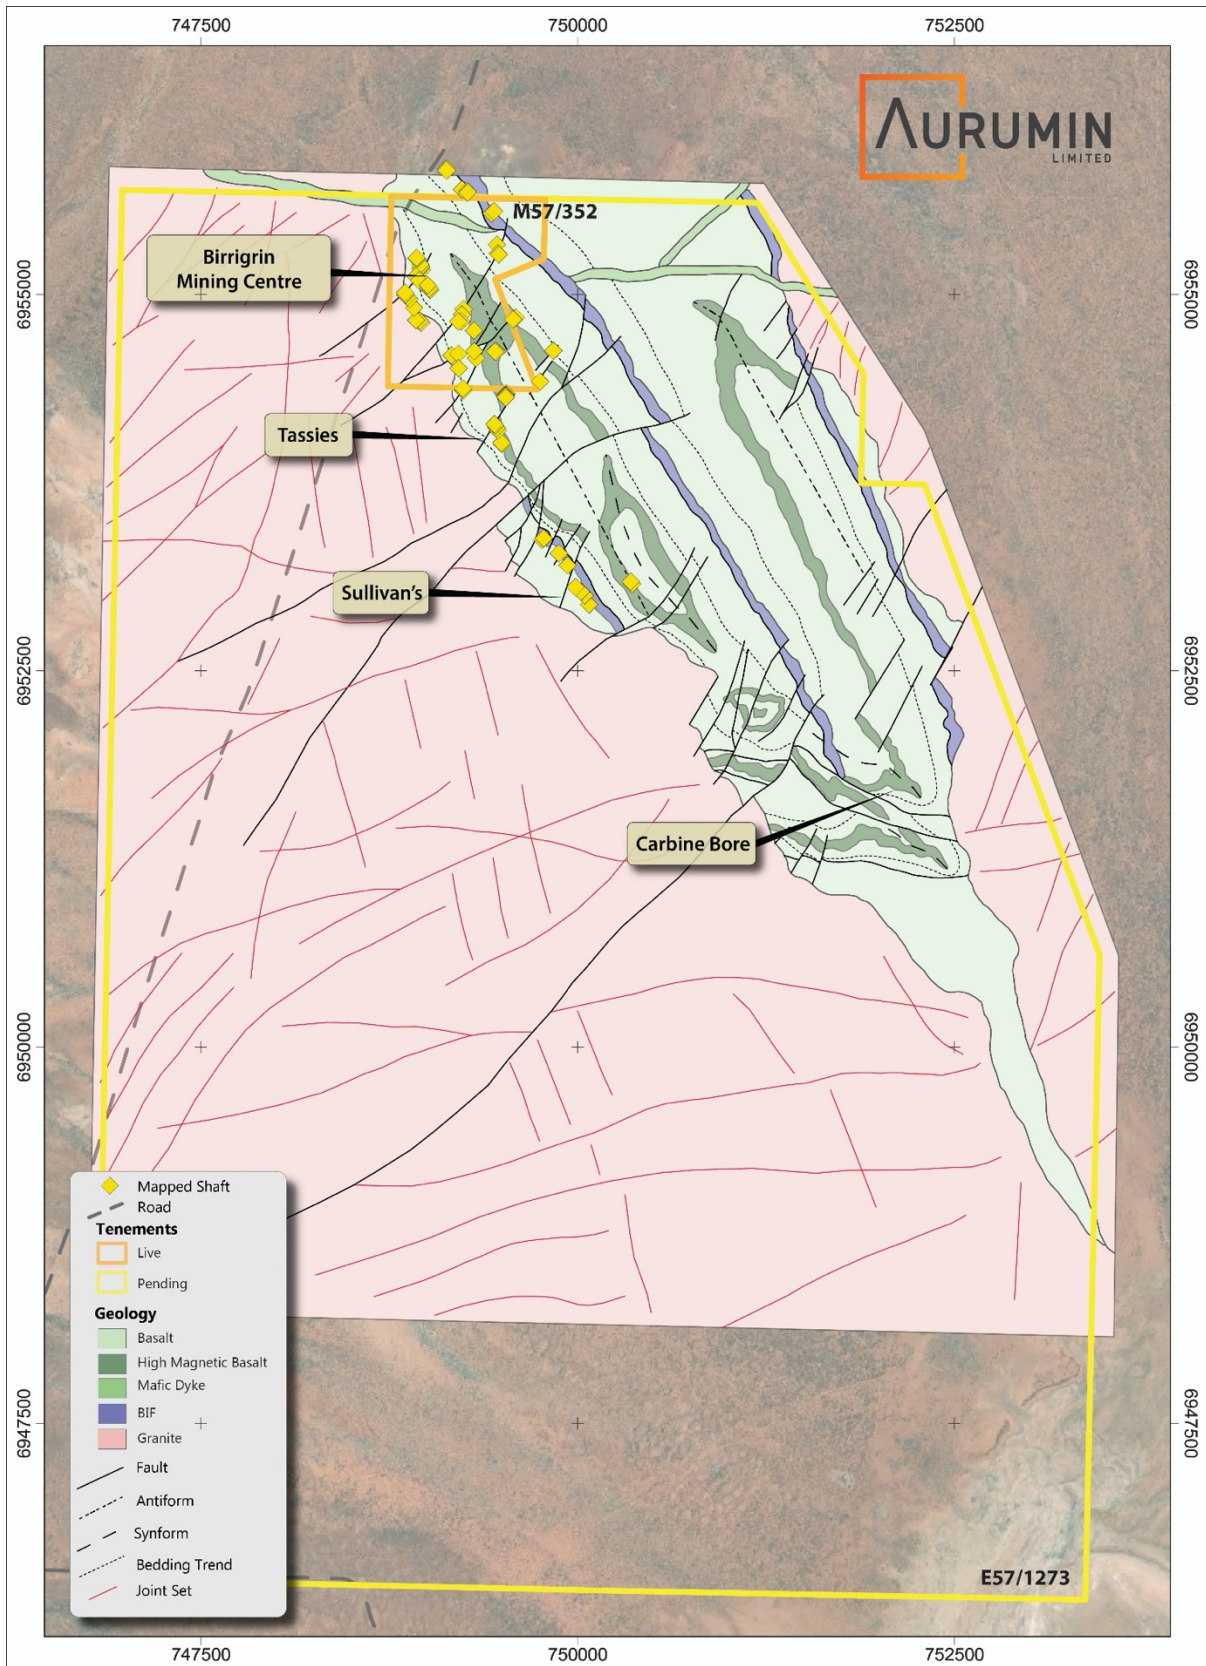 747500
750000
752500
AURUMIN
LIMITED
M57/352
Birrigrin
Mining Centre
6955000
6955000
Tassies
Sullivan's
6952500
6952500
Carbine Bore
6950000
6950000
Mapped Shaft
Road
Tenements
Live
Pending
Geology
Basalt
High Magnetic Basalt
Mafic Dyke
BIF
Granite
Fault
Antiform
Synform
Bedding Trend
Joint Set
6947500
6947500
E57/1273
747500
750000
752500